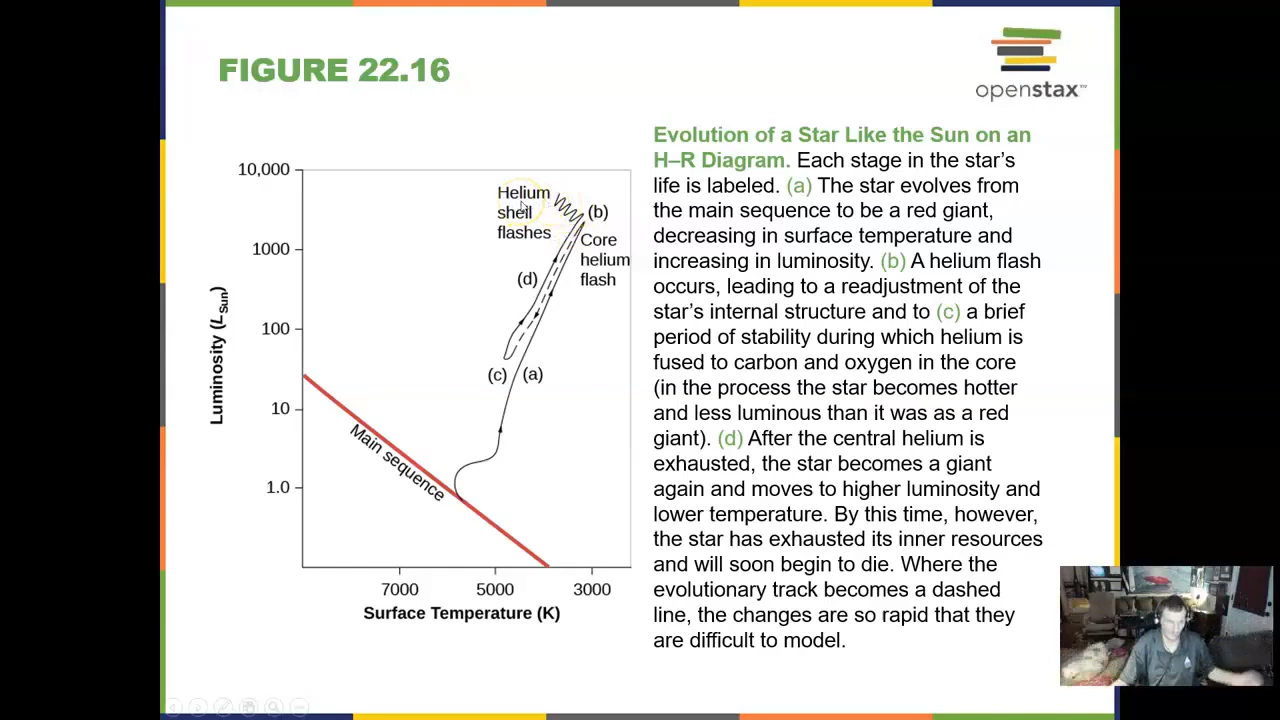 FIGURE 22.16
openstax™
Evolution of a Star Like the Sun on an
H–R Diagram. Each stage in the star's
life is labeled. (a) The star evolves from
the main sequence to be a red giant,
decreasing in surface temperature and
increasing in luminosity. (b) A helium flash
occurs, leading to a readjustment of the
star's internal structure and to (c) a brief
period of stability during which helium is
fused to carbon and oxygen in the core
(in the process the star becomes hotter
and less luminous than it was as a red
giant). (d) After the central helium is
exhausted, the star becomes a giant
again and moves to higher luminosity and
lower temperature. By this time, however,
the star has exhausted its inner resources
and will soon begin to die. Where the
evolutionary track becomes a dashed
line, the changes are so rapid that they
are difficult to model.
10,000
1000
100
10
1.0
Luminosity (LSun)
Helium
shell
flashes
(b)
Core
helium
flash
(d)
(c)
(a)
Main sequence
7000
5000
3000
Surface Temperature (K)